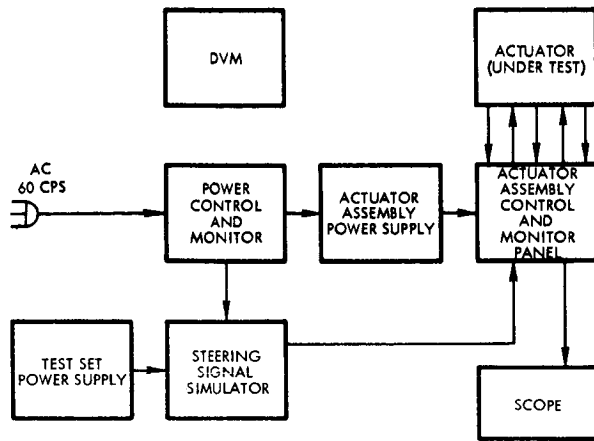 DVM
ACTUATOR
(UNDER TEST)
AC
60 CPS
POWER
CONTROL
AND
MONITOR
ACTUATOR
ASSEMBLY
POWER SUPPLY
ACTUATOR
ASSEMBLY
CONTROL
AND
MONITOR
PANEL
TEST SET
POWER SUPPLY
STEERING
SIGNAL
SIMULATOR
SCOPE